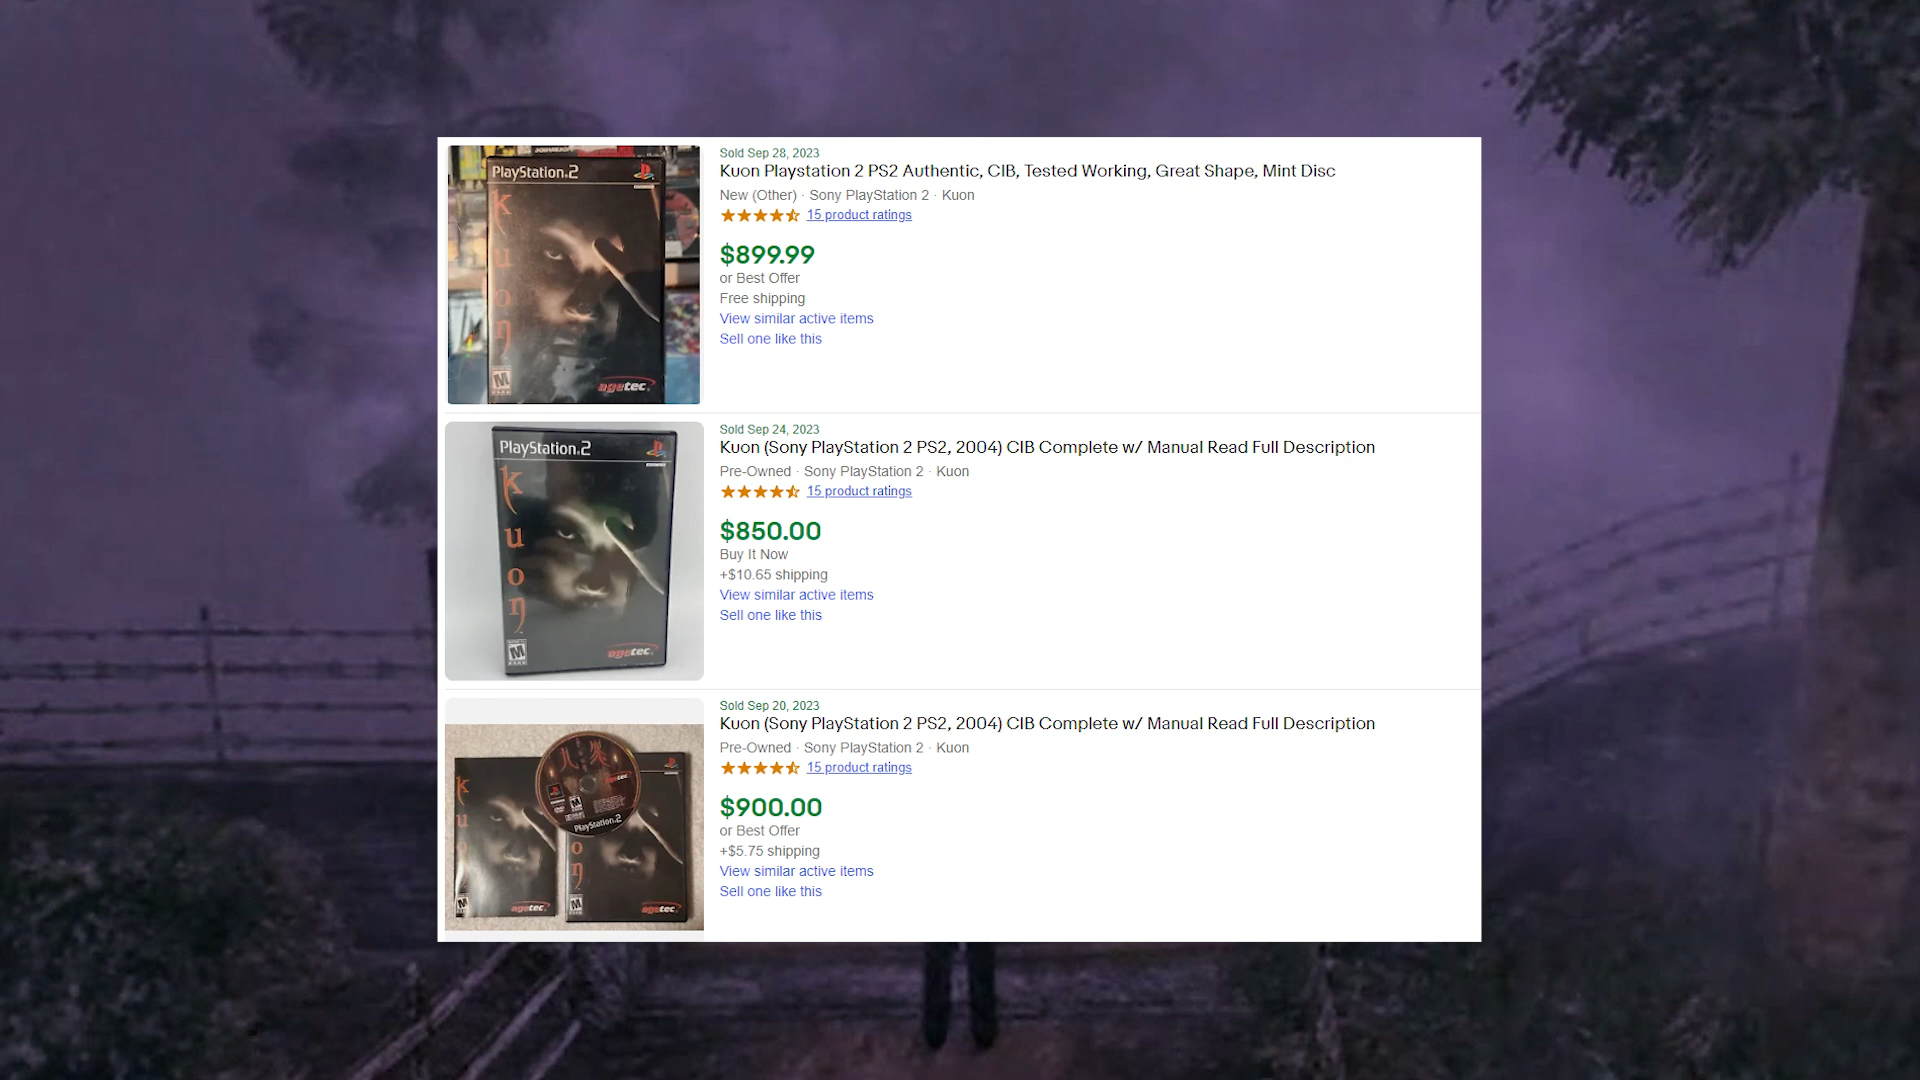 Sold Sep 28, 2023
Kuon Playstation 2 PS2 Authentic, CIB, Tested Working, Great Shape, Mint Disc
New (Other) · Sony PlayStation 2 · Kuon
15 product ratings
$899.99
or Best Offer
Free shipping
View similar active items
Sell one like this
PlayStation.2
Kuon
M
agetec
Sold Sep 24, 2023
Kuon (Sony PlayStation 2 PS2, 2004) CIB Complete w/ Manual Read Full Description
Pre-Owned · Sony PlayStation 2 · Kuon
15 product ratings
$850.00
Buy It Now
+$10.65 shipping
View similar active items
Sell one like this
PlayStation.2
Kuon
M
agetec
Sold Sep 20, 2023
Kuon (Sony PlayStation 2 PS2, 2004) CIB Complete w/ Manual Read Full Description
Pre-Owned · Sony PlayStation 2 · Kuon
15 product ratings
$900.00
or Best Offer
+$5.75 shipping
View similar active items
Sell one like this
PlayStation.2
M
agetec
M
agetec